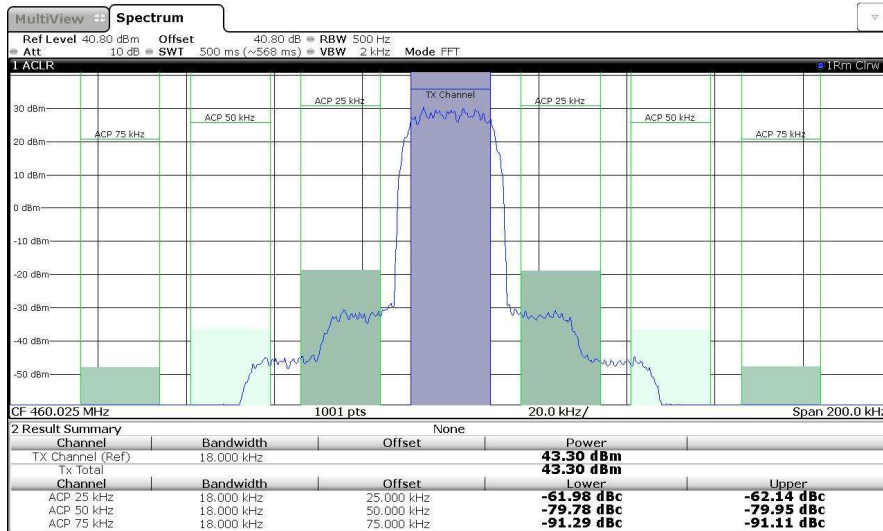 MultiView Spectrum
Ref Level 40.80 dBm Offset 40.80 dB RBW 500 Hz
Att 10 dB SWT 500 ms (~568 ms) VBW 2 kHz Mode FFT
1 ACLR 1Rm Clrw
TX Channel
ACP 25 kHz ACP 25 kHz
30 dBm
ACP 50 kHz ACP 50 kHz
ACP 75 kHz ACP 75 kHz
20 dBm
10 dBm
0 dBm
-10 dBm
-20 dBm
-30 dBm
-40 dBm
-50 dBm
CF 460.025 MHz 1001 pts 20.0 kHz/ Span 200.0 kHz
2 Result Summary None
Channel Bandwidth Offset Power
TX Channel (Ref) 18.000 kHz 43.30 dBm
Tx Total 43.30 dBm
Channel Bandwidth Offset Lower Upper
ACP 25 kHz 18.000 kHz 25.000 kHz -61.98 dBc -62.14 dBc
ACP 50 kHz 18.000 kHz 50.000 kHz -79.78 dBc -79.95 dBc
ACP 75 kHz 18.000 kHz 75.000 kHz -91.29 dBc -91.11 dBc